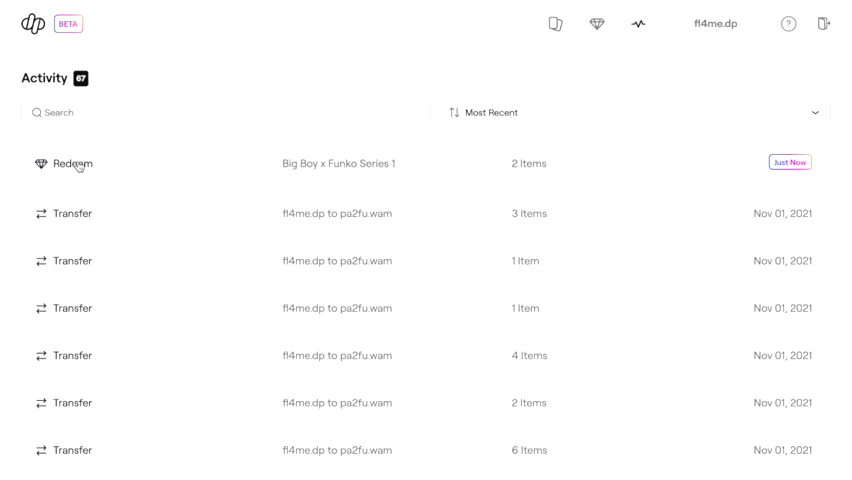 dp BETA fl4me.dp ?
Activity 67
Search Most Recent
Redeem Big Boy x Funko Series 1 2 Items Just Now
Transfer fl4me.dp to pa2fu.wam 3 Items Nov 01, 2021
Transfer fl4me.dp to pa2fu.wam 1 Item Nov 01, 2021
Transfer fl4me.dp to pa2fu.wam 1 Item Nov 01, 2021
Transfer fl4me.dp to pa2fu.wam 4 Items Nov 01, 2021
Transfer fl4me.dp to pa2fu.wam 2 Items Nov 01, 2021
Transfer fl4me.dp to pa2fu.wam 6 Items Nov 01, 2021